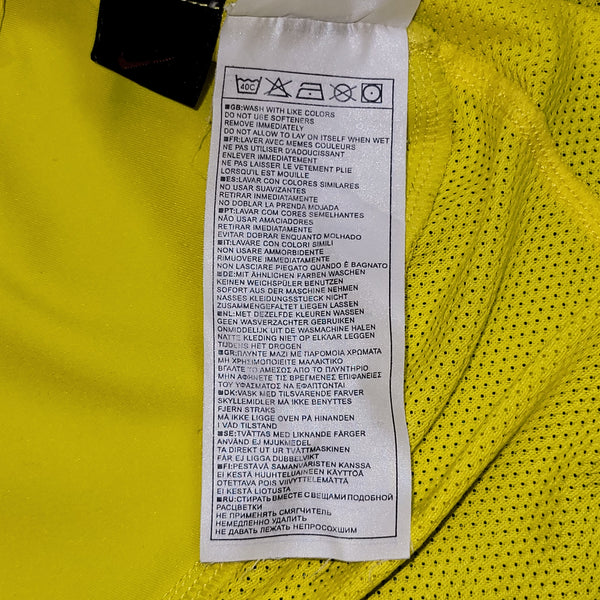 40C
■GB:WASH WITH LIKE COLORS
DO NOT USE SOFTENERS
REMOVE IMMEDIATELY
DO NOT ALLOW TO LAY ON ITSELF WHEN WET
■FR:LAVER AVEC MEMES COULEURS
NE PAS UTILISER D'ADOUCISSANT
ENLEVER IMMEDIATEMENT
NE PAS LAISSER LE VETEMENT PLIE
LORSQU'IL EST MOUILLE
■ES:LAVAR CON COLORES SIMILARES
NO USAR SUAVIZANTES
RETIRAR INMEDIATAMENTE
NO DOBLAR LA PRENDA MOJADA
■PT:LAVAR COM CORES SEMELHANTES
NÃO USAR AMACIADORES
RETIRAR IMEDIATAMENTE
EVITAR DOBRAR ENQUANTO MOLHADO
■IT:LAVARE CON COLORI SIMILI
NON USARE AMMORBIDENTE
RIMUOVERE IMMEDIATAMENTE
NON LASCIARE PIEGATO QUANDO È BAGNATO
■DE:MIT ÄHNLICHEN FARBEN WASCHEN
KEINEN WEICHSPÜLER BENUTZEN
SOFORT AUS DER MASCHINE NEHMEN
NASSES KLEIDUNGSSTUECK NICHT
ZUSAMMENGEFALTET LIEGEN LASSEN
■NL:MET DEZELFDE KLEUREN WASSEN
GEEN WASVERZACHTER GEBRUIKEN
ONMIDDELIJK UIT DE WASMACHINE HALEN
NATTE KLEDING NIET OP ELKAAR LEGGEN
TIJDENS HET DROGEN
■GR:ΠΛΥΝΤΕ ΜΑΖΙ ΜΕ ΠΑΡΟΜΟΙΑ ΧΡΩΜΑΤΑ
ΜΗ ΧΡΗΣΙΜΟΠΟΙΕΙΤΕ ΜΑΛΑΚΤΙΚΟ
ΒΓΑΛΤΕ ΤΟ ΑΜΕΣΩΣ ΑΠΟ ΤΟ ΠΛΥΝΤΗΡΙΟ
ΜΗΝ ΑΦΗΝΕΤΕ ΤΙΣ ΒΡΕΓΜΕΝΕΣ ΕΠΙΦΑΝΕΙΕΣ
ΤΟΥ ΥΦΑΣΜΑΤΟΣ ΝΑ ΕΦΑΠΤΟΝΤΑΙ
■DK:VASK MED TILSVARENDE FARVER
SKYLLEMIDLER MÅ IKKE BENYTTES
FJERN STRAKS
MÅ IKKE LIGGE OVEN PÅ HINANDEN
I VÅD TILSTAND
■SE:TVÄTTAS MED LIKNANDE FÄRGER
ANVÄND EJ MJUKMEDEL
TA DIREKT UT UR TVÄTTMASKINEN
FÅR EJ LIGGA DUBBELVIKT
■FI:PESTÄVÄ SAMANVÄRISTEN KANSSA
EI KESTÄ HUUHTELUAINEEN KÄYTTÖÄ
OTETTAVA POIS VIIVYTTELEMÄTTÄ
EI KESTÄ LIOTUSTA
■RU:СТИРАТЬ ВМЕСТЕ С ВЕЩАМИ ПОДОБНОЙ
РАСЦВЕТКИ
НЕ ПРИМЕНЯТЬ СМЯГЧИТЕЛЬ
НЕМЕДЛЕННО УДАЛИТЬ
НЕ ДАВАТЬ ЛЕЖАТЬ НЕПРОСОХШИМ